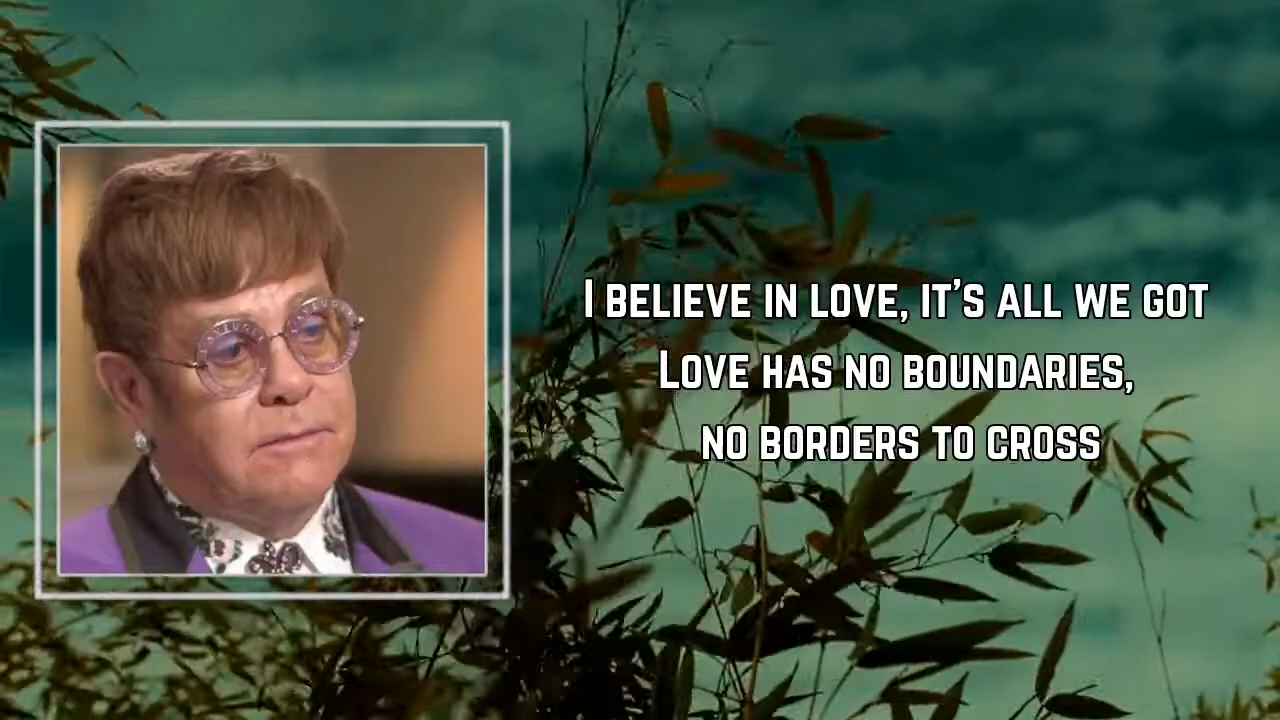 I BELIEVE IN LOVE, IT'S ALL WE GOT
LOVE HAS NO BOUNDARIES,
NO BORDERS TO CROSS